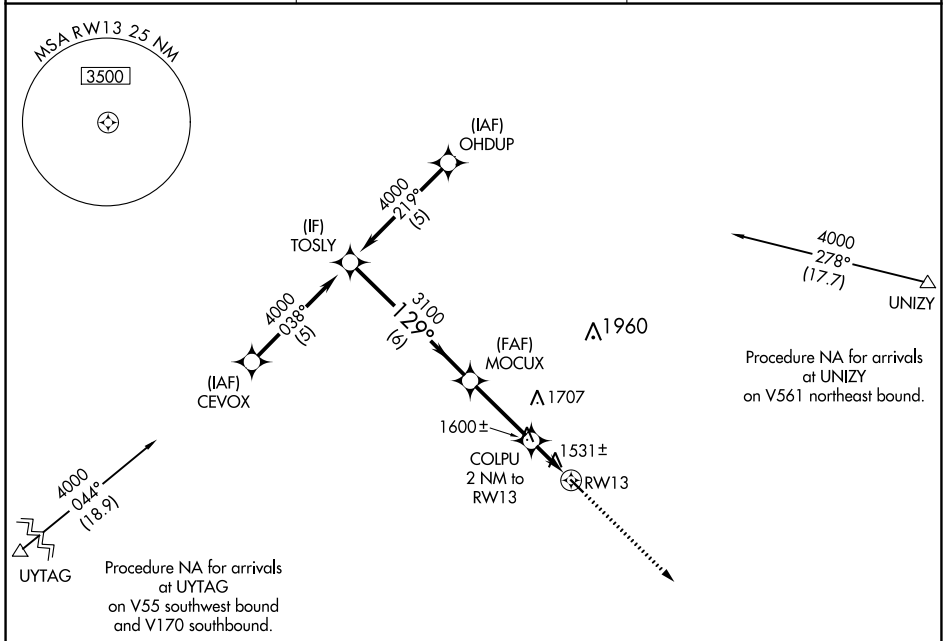 MSA RW13 25 NM
3500
(IAF)
OHDUP
4000
219°
(5)
(IF)
TOSLY
4000
278°
(17.7)
UNIZY
4000
038°
(5)
3100
129°
(6)
1960
(FAF)
MOCUX
Procedure NA for arrivals
at UNIZY
on V561 northeast bound.
(IAF)
CEVOX
1707
1600±
1531±
COLPU
2 NM to
RW13
RW13
4000
044°
(18.9)
UYTAG
Procedure NA for arrivals
at UYTAG
on V55 southwest bound
and V170 southbound.